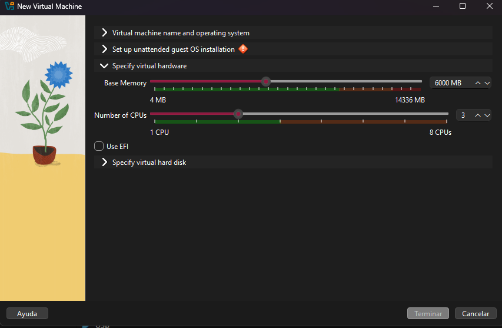 New Virtual Machine
Virtual machine name and operating system
Set up unattended guest OS installation
Specify virtual hardware
Base Memory 6000 MB
4 MB 14336 MB
Number of CPUs 3
1 CPU 8 CPUs
Use EFI
Specify virtual hard disk
Ayuda Terminar Cancelar